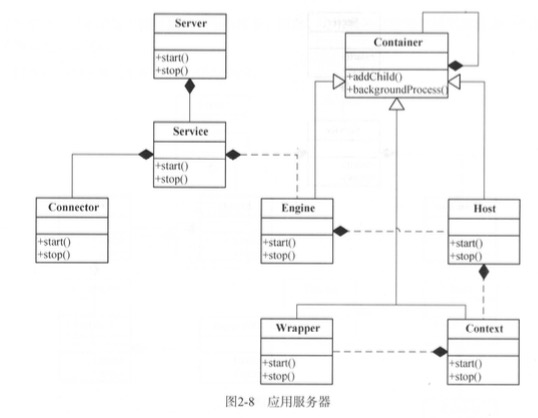 Server
+start()
+stop()
Container
+addChild()
+backgroundProcess()
Service
+start()
+stop()
Connector
+start()
+stop()
Engine
+start()
+stop()
Host
+start()
+stop()
Wrapper
+start()
+stop()
Context
+start()
+stop()
图2-8 应用服务器